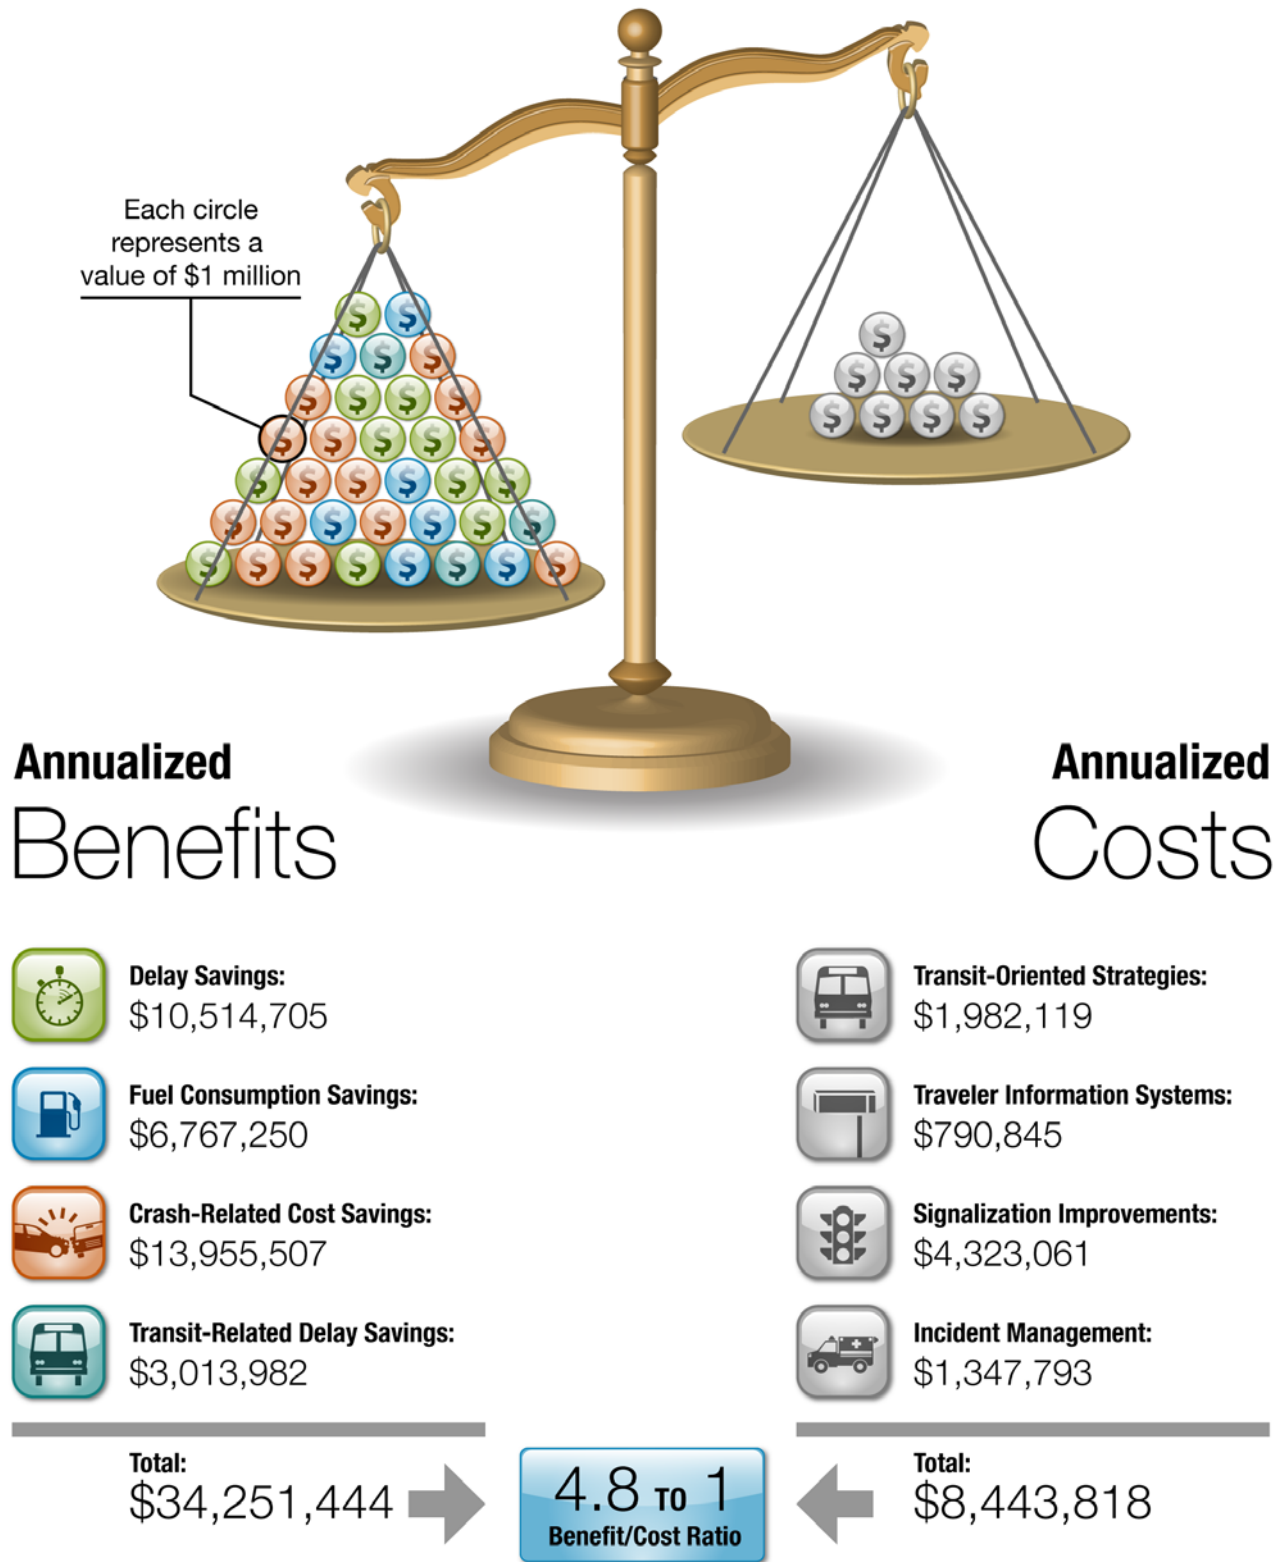 Each circle
represents a
value of $1 million
Annualized
Benefits
Annualized
Costs
Delay Savings:
$10,514,705
Fuel Consumption Savings:
$6,767,250
Crash-Related Cost Savings:
$13,955,507
Transit-Related Delay Savings:
$3,013,982
Total:
$34,251,444
Transit-Oriented Strategies:
$1,982,119
Traveler Information Systems:
$790,845
Signalization Improvements:
$4,323,061
Incident Management:
$1,347,793
Total:
$8,443,818
4.8 TO 1
Benefit/Cost Ratio